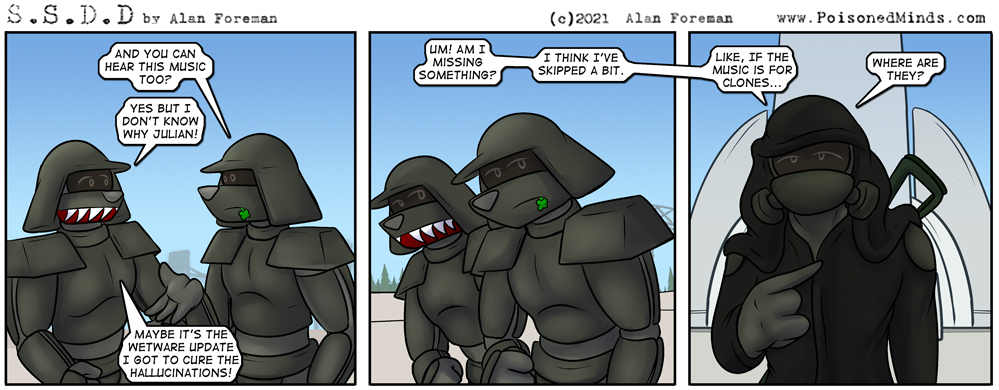 S.S.D.D by Alan Foreman (c)2021 Alan Foreman www.PoisonedMinds.com
AND YOU CAN
HEAR THIS MUSIC
TOO?
YES BUT I
DON'T KNOW
WHY JULIAN!
MAYBE IT'S THE
WETWARE UPDATE
I GOT TO CURE THE
HALLUCINATIONS!
UM! AM I
MISSING
SOMETHING?
I THINK I'VE
SKIPPED A BIT.
LIKE, IF THE
MUSIC IS FOR
CLONES...
WHERE ARE
THEY?